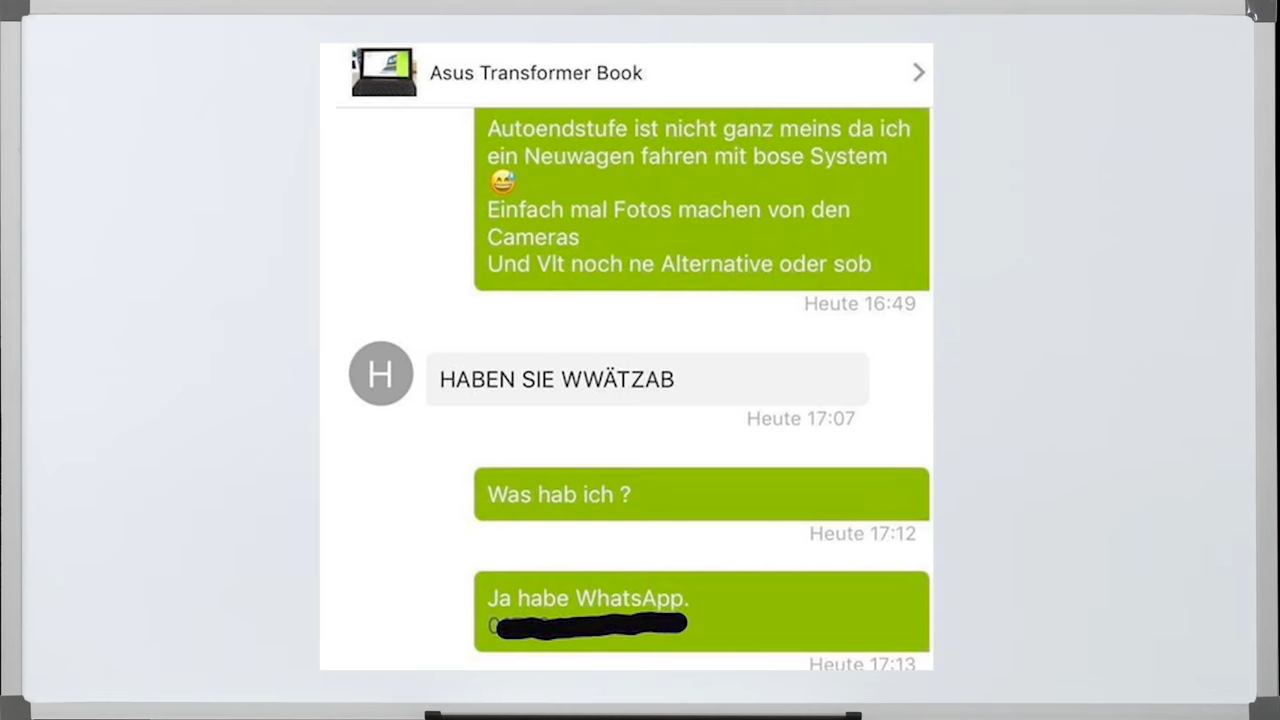 Asus Transformer Book
Autoendstufe ist nicht ganz meins da ich
ein Neuwagen fahren mit bose System
😅
Einfach mal Fotos machen von den
Cameras
Und Vlt noch ne Alternative oder sob
Heute 16:49
H
HABEN SIE WWÄTZAB
Heute 17:07
Was hab ich ?
Heute 17:12
Ja habe WhatsApp.
Heute 17:13